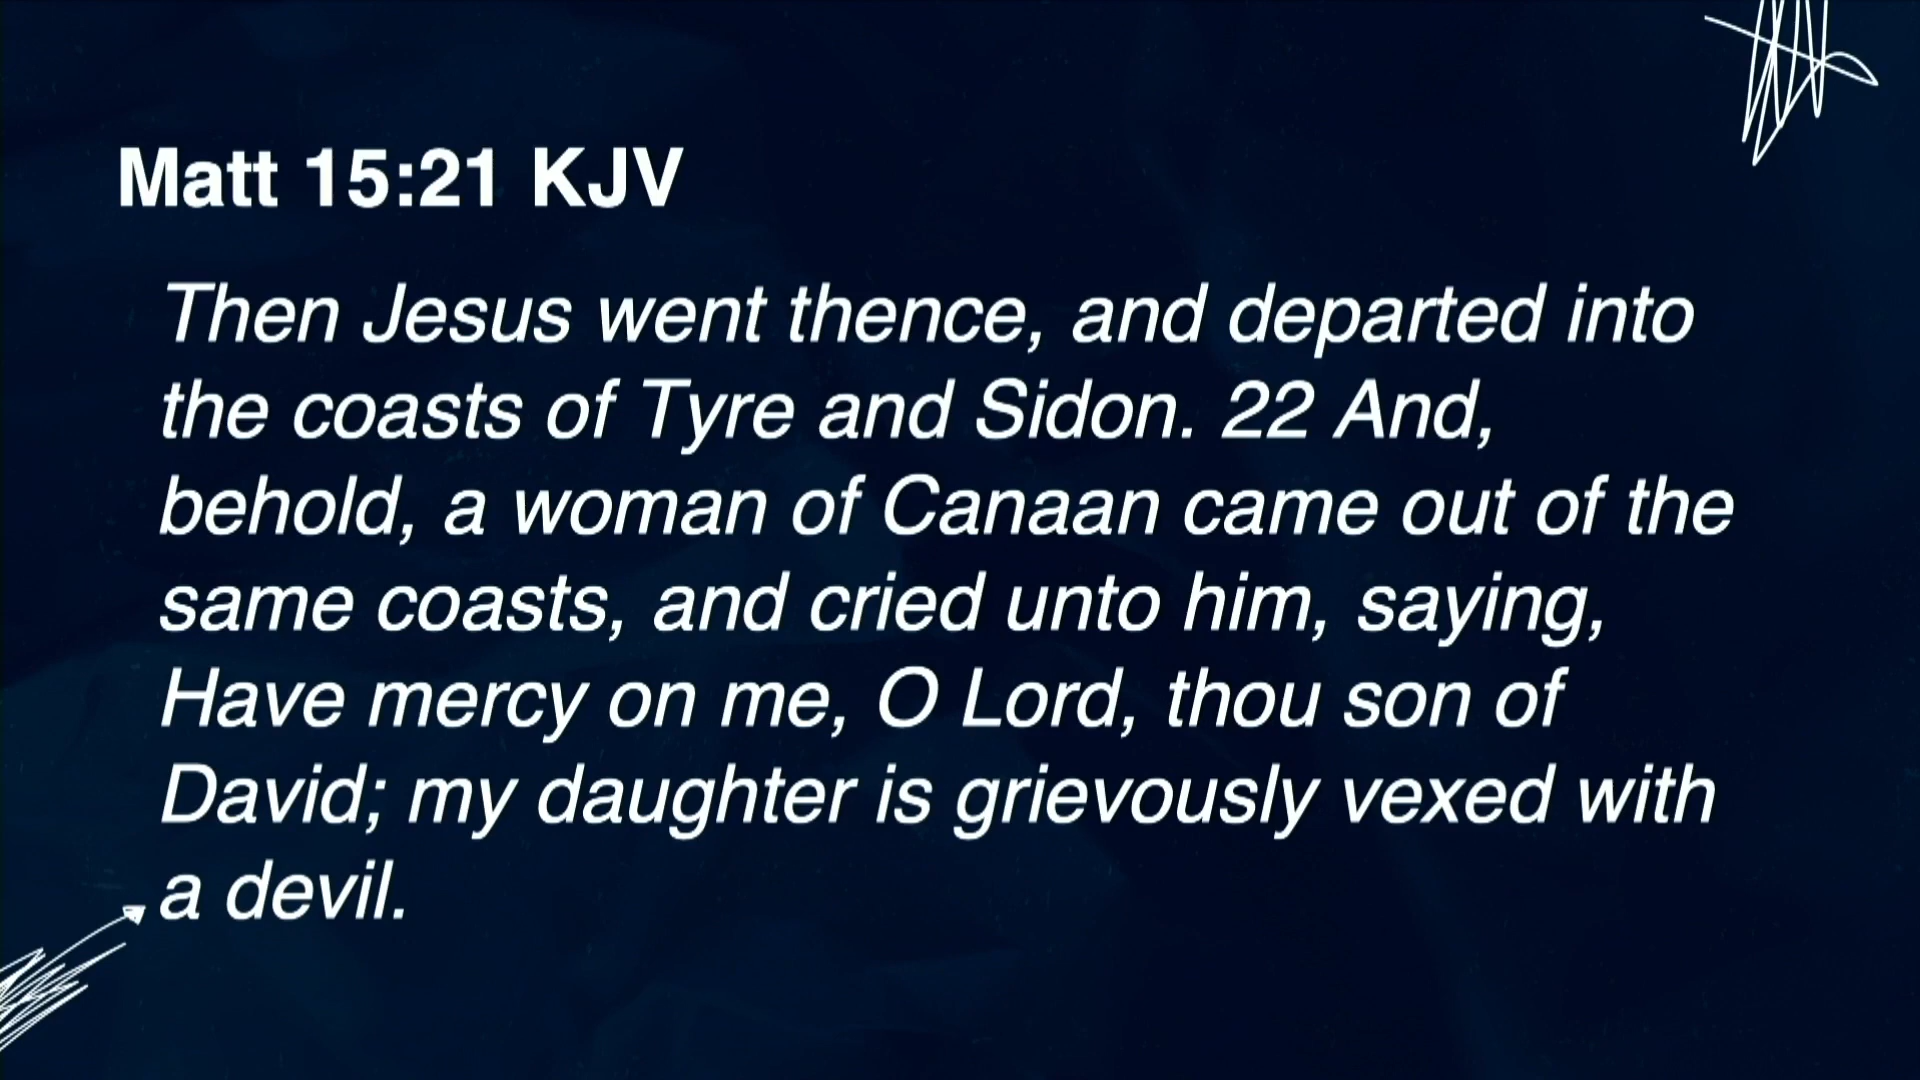 Matt 15:21 KJV
Then Jesus went thence, and departed into
the coasts of Tyre and Sidon. 22 And,
behold, a woman of Canaan came out of the
same coasts, and cried unto him, saying,
Have mercy on me, O Lord, thou son of
David; my daughter is grievously vexed with
a devil.